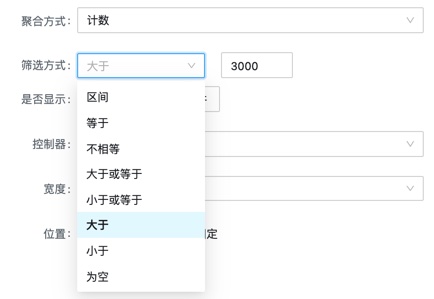 聚合方式： 计数
筛选方式： 大于 3000
是否显示：
区间
等于
不相等
控制器：
大于或等于
宽度：
小于或等于
大于
位置： 定
小于
为空